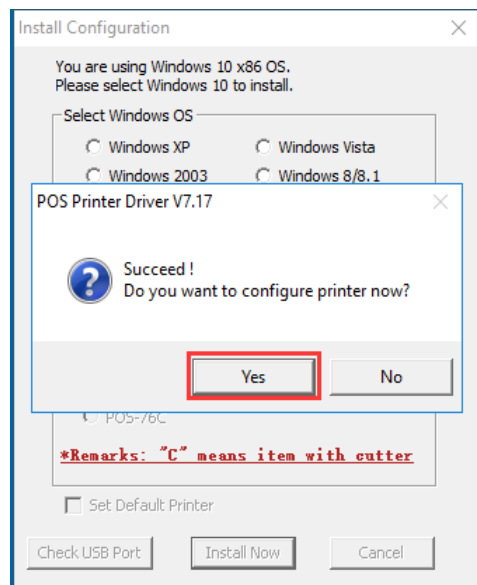 Install Configuration
You are using Windows 10 x86 OS.
Please select Windows 10 to install.
Select Windows OS
Windows XP Windows Vista
Windows 2003 Windows 8/8.1
POS Printer Driver V7.17
Succeed !
Do you want to configure printer now?
Yes No
POS-76C
*Remarks: "C" means item with cutter
Set Default Printer
Check USB Port Install Now Cancel